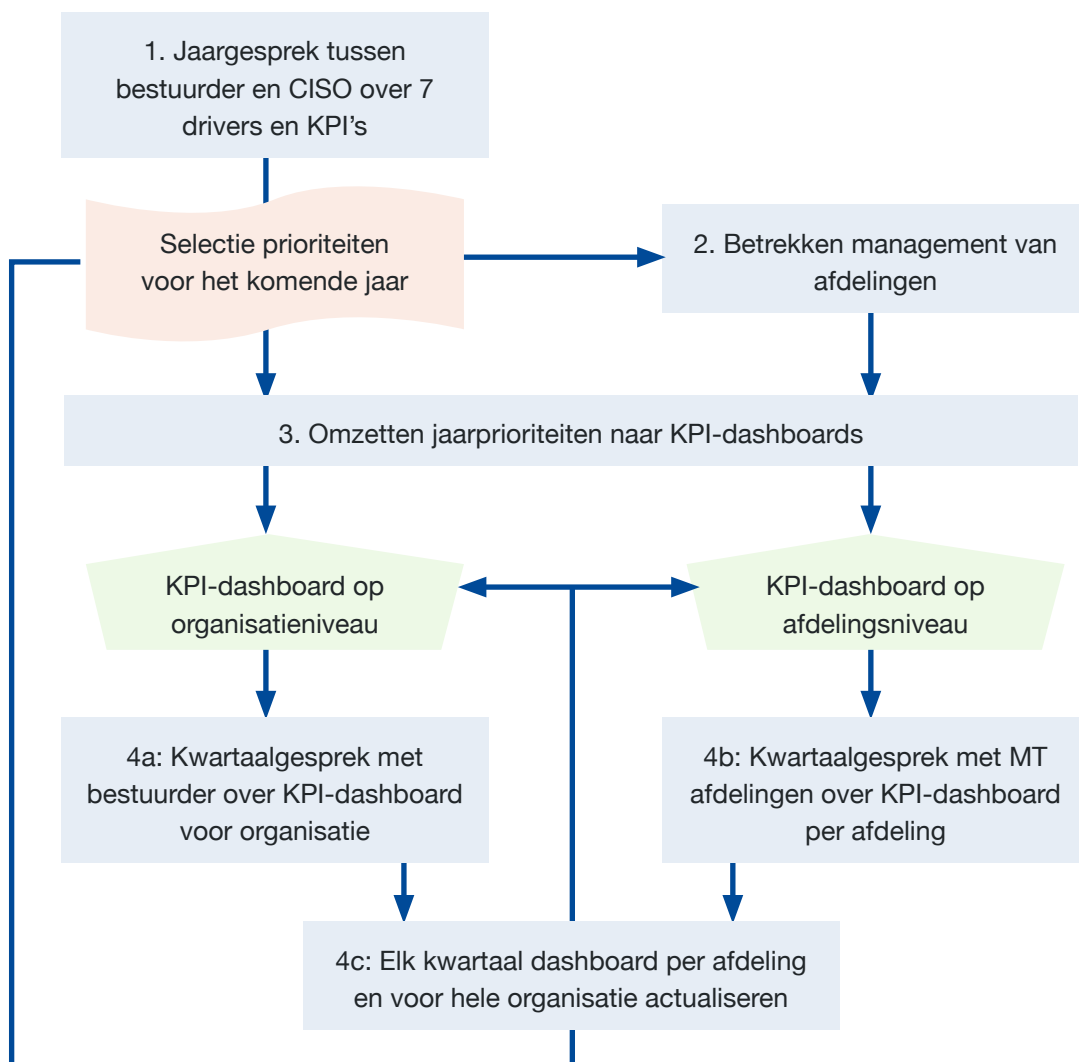 1. Jaargesprek tussen
bestuurder en CISO over 7
drivers en KPI’s
Selectie prioriteiten
voor het komende jaar
2. Betrekken management van
afdelingen
3. Omzetten jaarprioriteiten naar KPI-dashboards
KPI-dashboard op
organisatieniveau
KPI-dashboard op
afdelingsniveau
4a: Kwartaalgesprek met
bestuurder over KPI-dashboard
voor organisatie
4b: Kwartaalgesprek met MT
afdelingen over KPI-dashboard
per afdeling
4c: Elk kwartaal dashboard per afdeling
en voor hele organisatie actualiseren